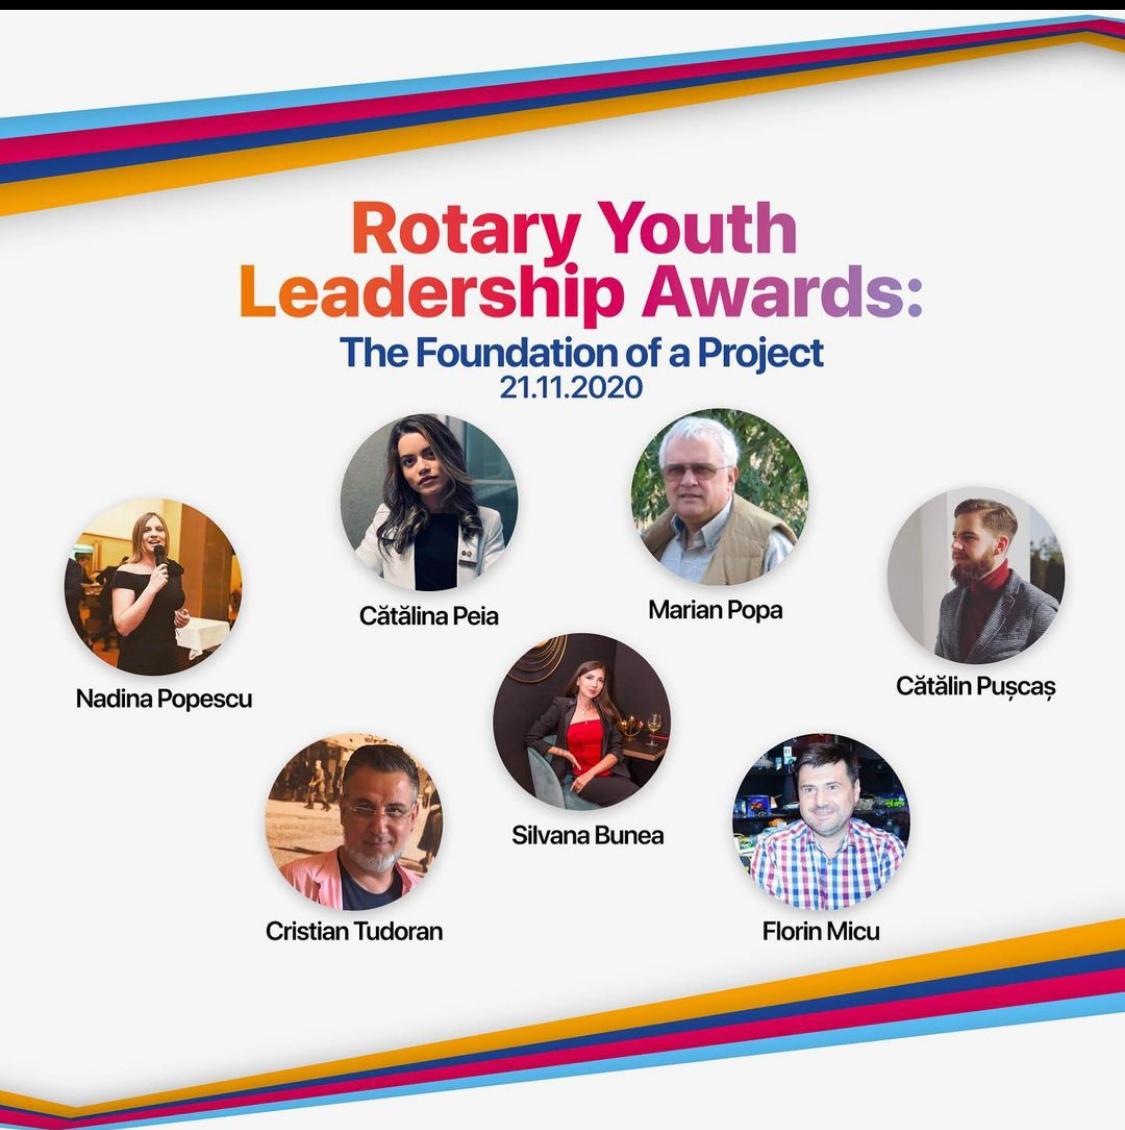 Rotary Youth
Leadership Awards:
The Foundation of a Project
21.11.2020
Cătălina Peia
Marian Popa
Nadina Popescu
Cătălin Pușcaș
Silvana Bunea
Cristian Tudoran
Florin Micu